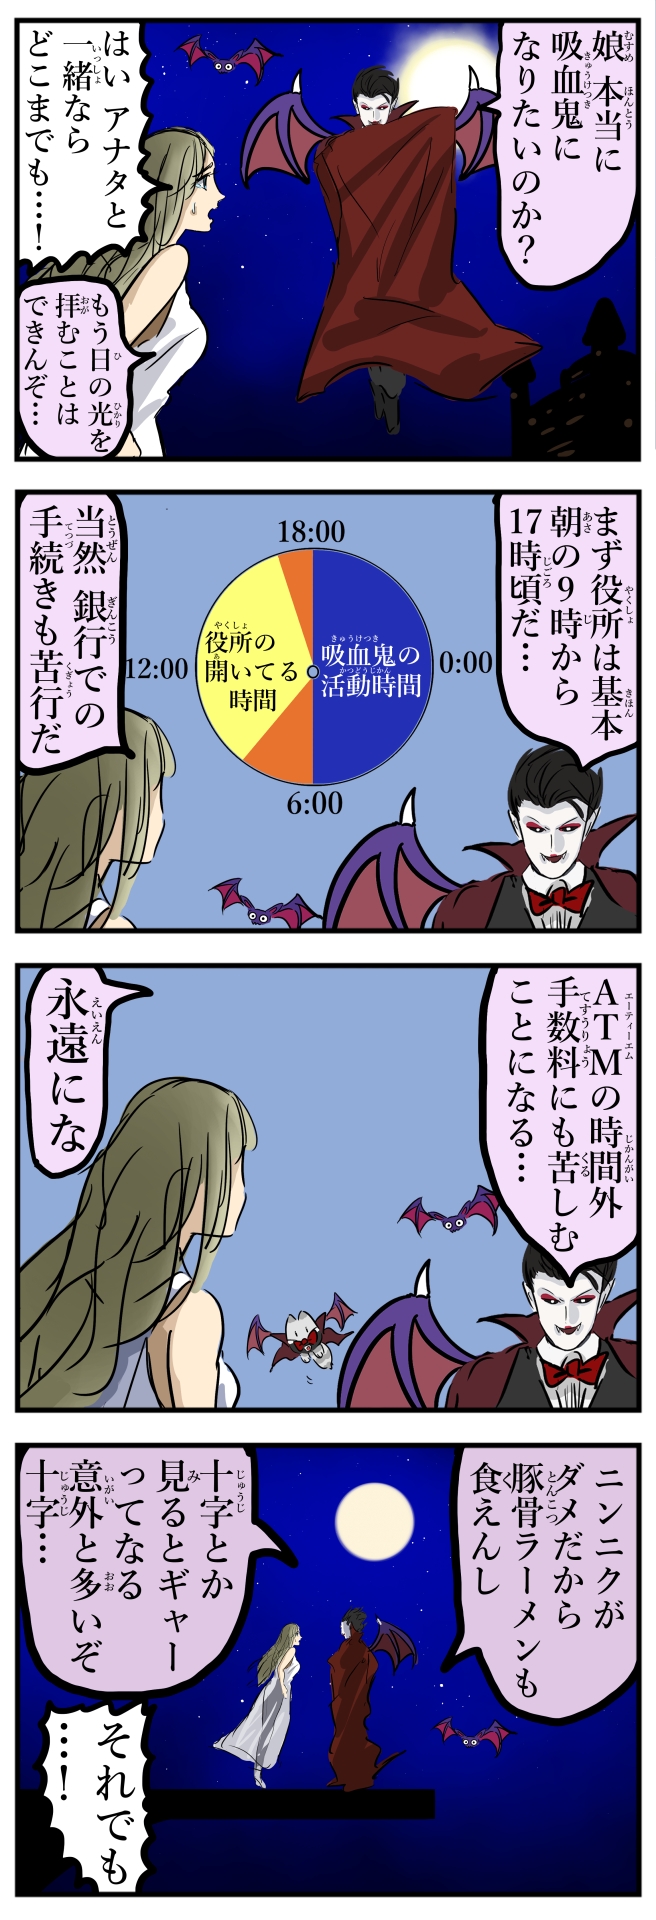 娘 本当に
吸血鬼に
なりたいのか?
はい アナタと
一緒なら
どこまでも…!
もう日の光を
拝むことは
できんぞ…
まず役所は基本
朝の9時から
17時頃だ…
18:00
12:00
0:00
6:00
役所の
開いてる
時間
吸血鬼の
活動時間
当然 銀行での
手続きも苦行だ
ATMの時間外
手数料にも苦しむ
ことになる…
永遠にな
ニンニクが
ダメだから
豚骨ラーメンも
食えんし
十字とか
見るとギャー
ってなる
意外と多いぞ
十字…
それでも
…!